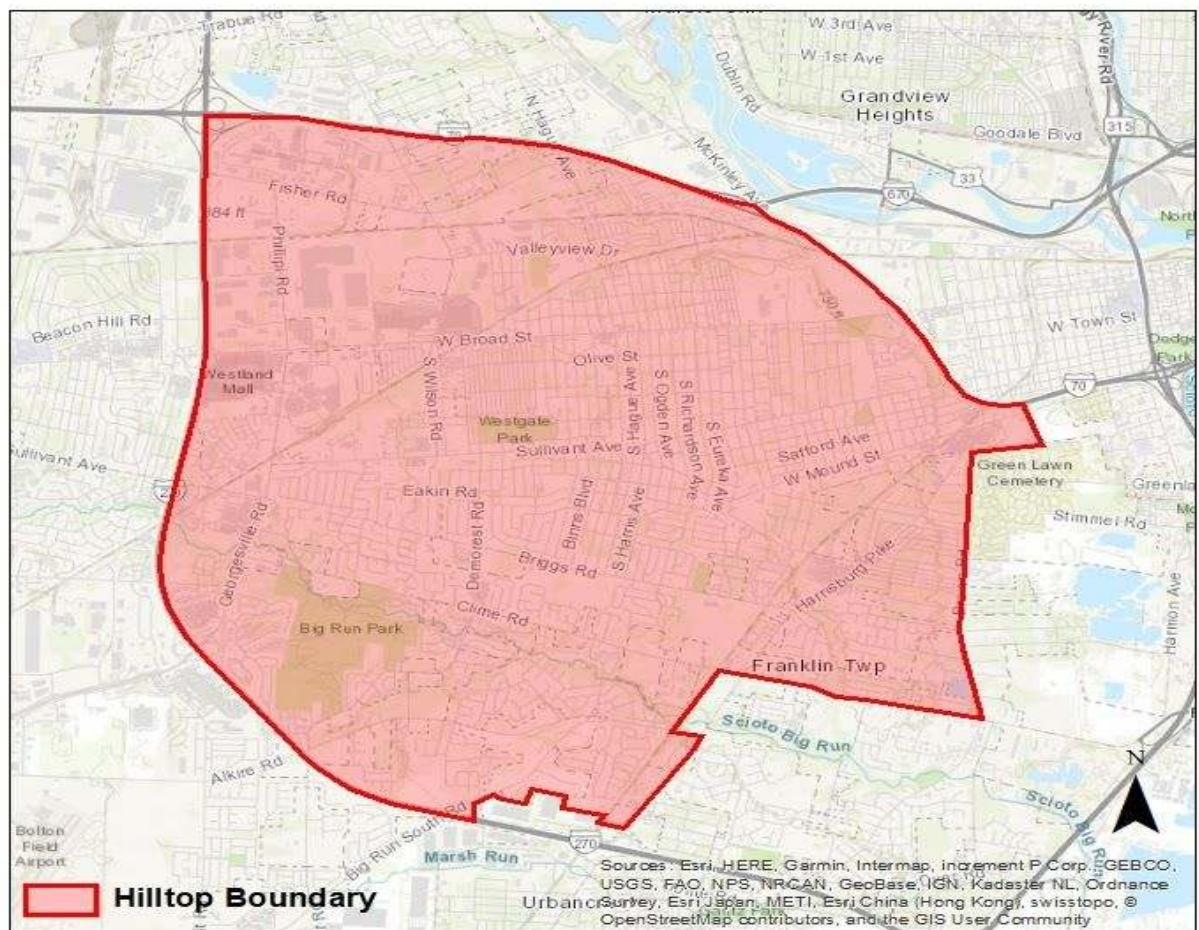 Trabue Rd
W 3rd Ave
W 1st Ave
River Rd
Dublin Rd
Grandview
Heights
Goodale Blvd
315
33
670
N Hague Ave
McKinley Ave
Fisher Rd
Phillipi Rd
Valleyview Dr
730 ft
Beacon Hill Rd
W Broad St
W Town St
Olive St
Westland
Mall
S Wilson Rd
S Hague Ave
S Ogden Ave
S Richardson Ave
S Eureka Ave
70
Westgate
Park
Sullivant Ave
Safford Ave
W Mound St
Green Lawn
Cemetery
Eakin Rd
Stimmel Rd
Georgesville Rd
Demorest Rd
Binns Blvd
S Harris Ave
Briggs Rd
Harrisburg Pike
Harmon Ave
Clime Rd
Big Run Park
Franklin Twp
Scioto Big Run
N
Alkire Rd
Scioto Big Run
Bolton
Field
Airport
Big Run South Rd
270
Marsh Run
Hilltop Boundary
Sources: Esri, HERE, Garmin, Intermap, increment P Corp., GEBCO,
USGS, FAO, NPS, NRCAN, GeoBase, IGN, Kadaster NL, Ordnance
Survey, Esri Japan, METI, Esri China (Hong Kong), swisstopo, ©
OpenStreetMap contributors, and the GIS User Community